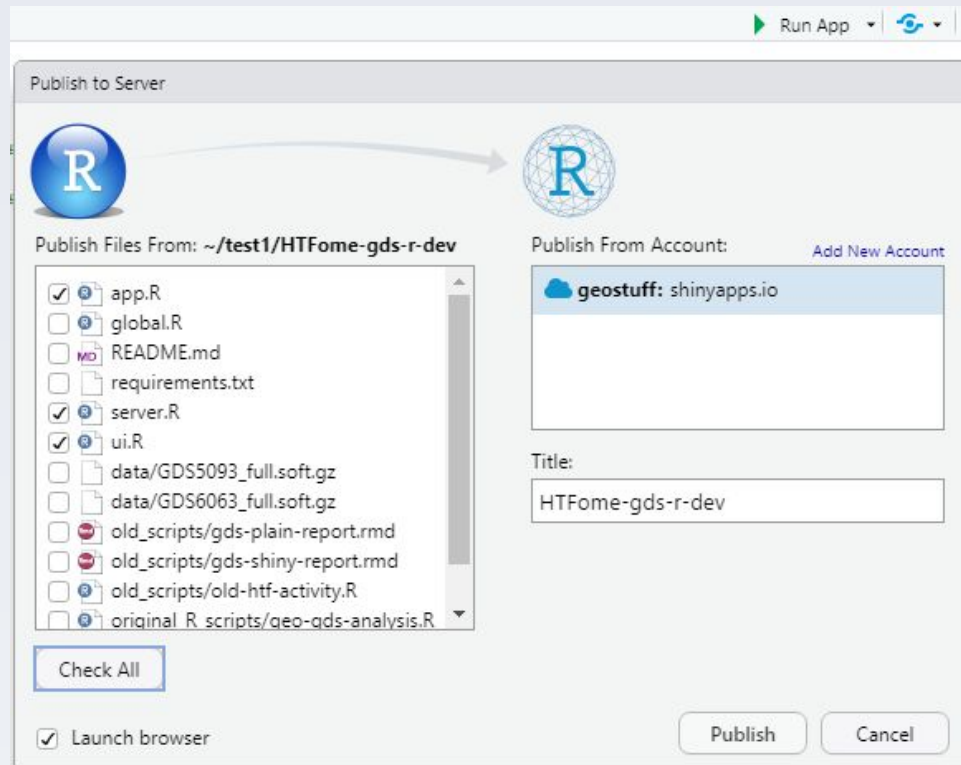 Run App
Publish to Server
R
R
Publish Files From: ~/test1/HTFome-gds-r-dev
app.R
global.R
MD README.md
requirements.txt
server.R
ui.R
data/GDS5093_full.soft.gz
data/GDS6063_full.soft.gz
old_scripts/gds-plain-report.rmd
old_scripts/gds-shiny-report.rmd
old_scripts/old-htf-activity.R
original_R_scripts/geo-gds-analysis.R
Check All
Launch browser
Publish From Account:
Add New Account
geostuff: shinyapps.io
Title:
HTFome-gds-r-dev
Publish
Cancel